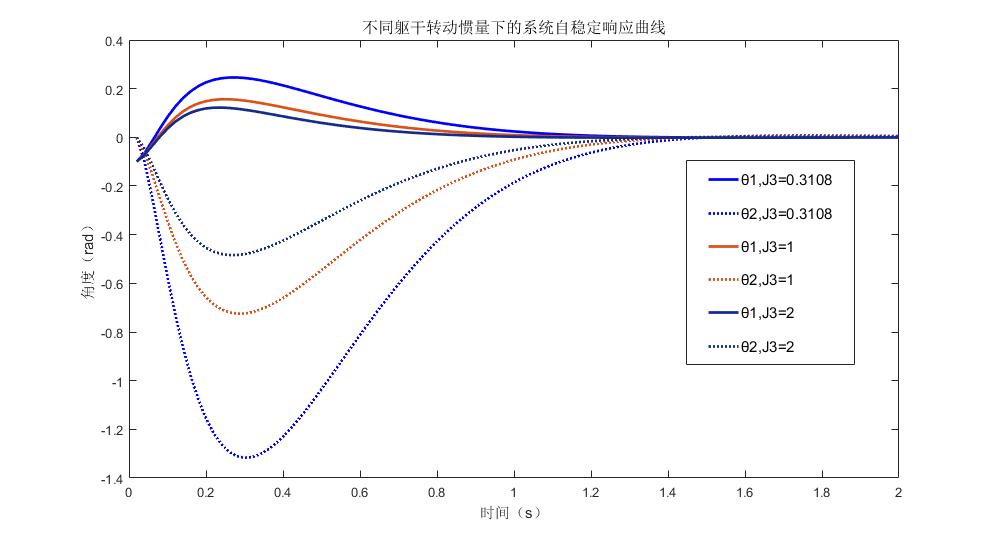 不同躯干转动惯量下的系统自稳定响应曲线
0.4
0.2
0
-0.2
-0.4
-0.6
-0.8
-1
-1.2
-1.4
角度（rad）
θ1,J3=0.3108
θ2,J3=0.3108
θ1,J3=1
θ2,J3=1
θ1,J3=2
θ2,J3=2
0 0.2 0.4 0.6 0.8 1 1.2 1.4 1.6 1.8 2
时间（s）